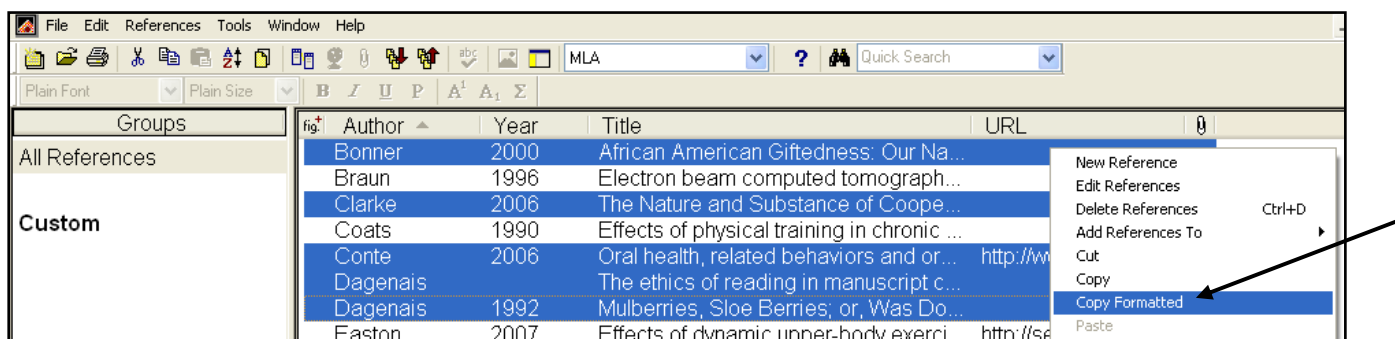 File Edit References Tools Window Help
abc MLA ? Quick Search
Plain Font Plain Size B I U P A¹ A₁ Σ
Groups
All References
Custom
fig. Author Year Title URL
Bonner 2000 African American Giftedness: Our Na...
Braun 1996 Electron beam computed tomograph...
Clarke 2006 The Nature and Substance of Coope...
Coats 1990 Effects of physical training in chronic ...
Conte 2006 Oral health, related behaviors and or... http://w
Dagenais The ethics of reading in manuscript c...
Dagenais 1992 Mulberries, Sloe Berries; or, Was Do...
Easton 2007 Effects of dynamic upper-body exerci... http://se
New Reference
Edit References
Delete References Ctrl+D
Add References To
Cut
Copy
Copy Formatted
Paste